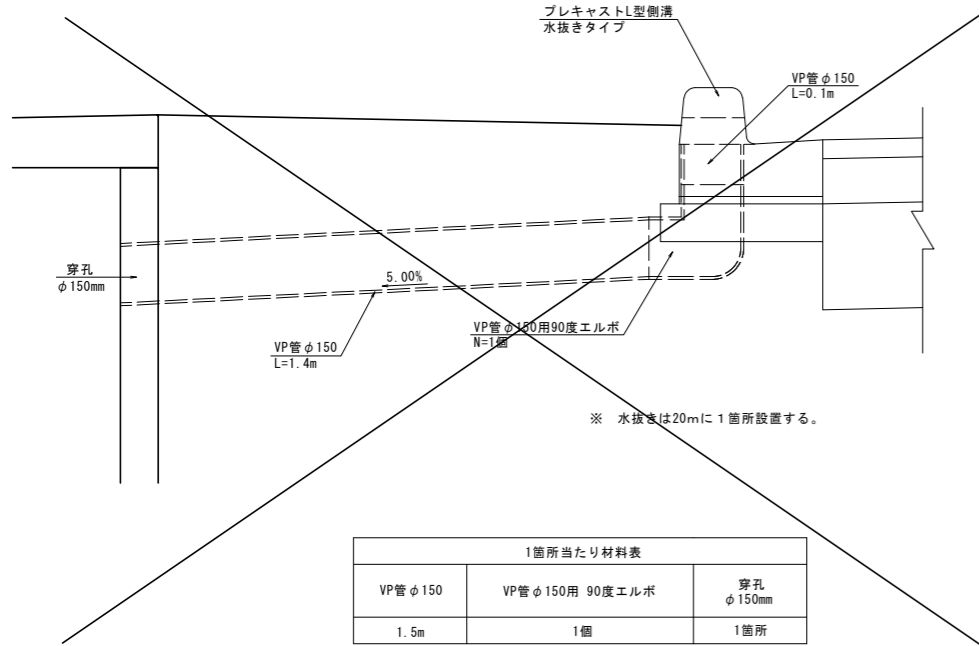 プレキャストL型側溝
水抜きタイプ
VP管φ150
L=0.1m
穿孔
φ150mm
5.00%
VP管φ150
L=1.4m
VP管φ150用90度エルボ
N=1個
※ 水抜きは20mに１箇所設置する。
1箇所当たり材料表
VP管φ150
VP管φ150用 90度エルボ
穿孔
φ150mm
1.5m
1個
1箇所